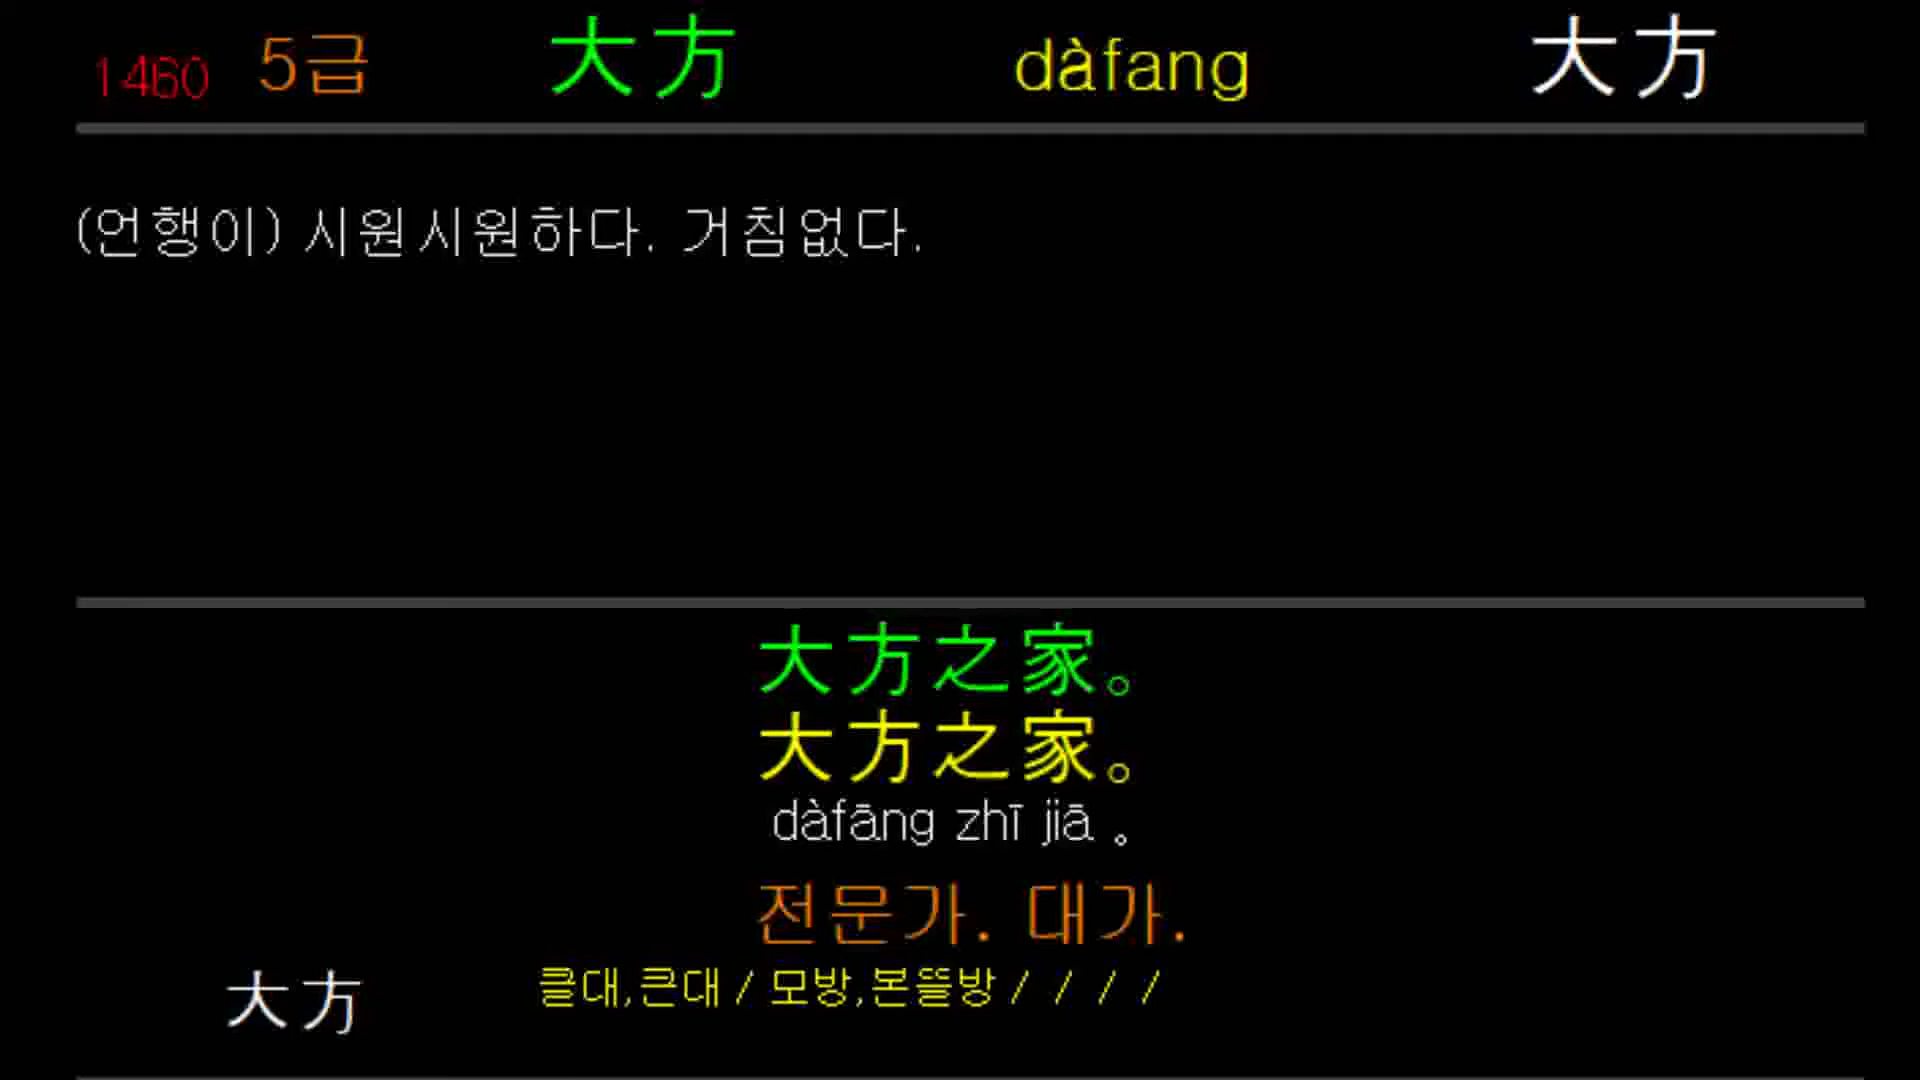 1460 5급 大方 dàfang 大方
(언행이) 시원시원하다. 거침없다.
大方之家。
大方之家。
dàfāng zhī jiā 。
전문가. 대가.
大方 클대,큰대 / 모방,본뜰방 / / / /